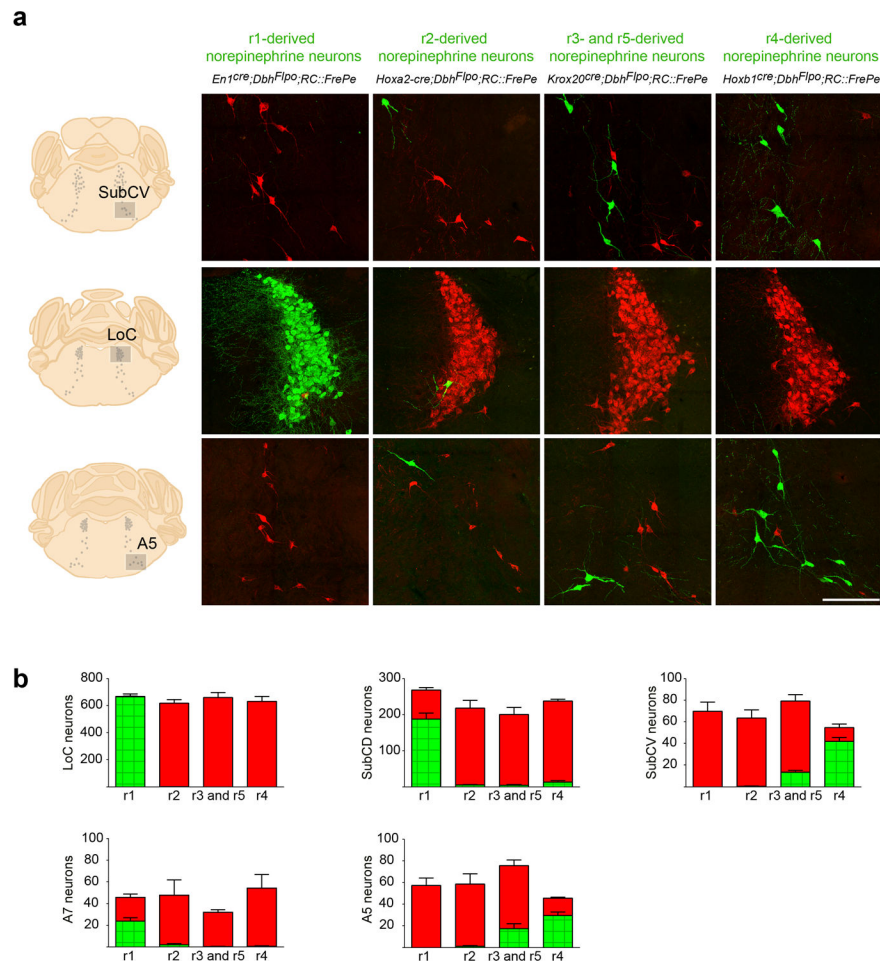 a
r1-derived
norepinephrine neurons
En1cre;DbhFlpo;RC::FrePe
r2-derived
norepinephrine neurons
Hoxa2-cre;DbhFlpo;RC::FrePe
r3- and r5-derived
norepinephrine neurons
Krox20cre;DbhFlpo;RC::FrePe
r4-derived
norepinephrine neurons
Hoxb1cre;DbhFlpo;RC::FrePe
SubCV
LoC
A5
b
LoC neurons
800
600
400
200
r1 r2 r3 and r5 r4
SubCD neurons
300
200
100
r1 r2 r3 and r5 r4
SubCV neurons
100
80
60
40
20
r1 r2 r3 and r5 r4
A7 neurons
100
80
60
40
20
r1 r2 r3 and r5 r4
A5 neurons
100
80
60
40
20
r1 r2 r3 and r5 r4